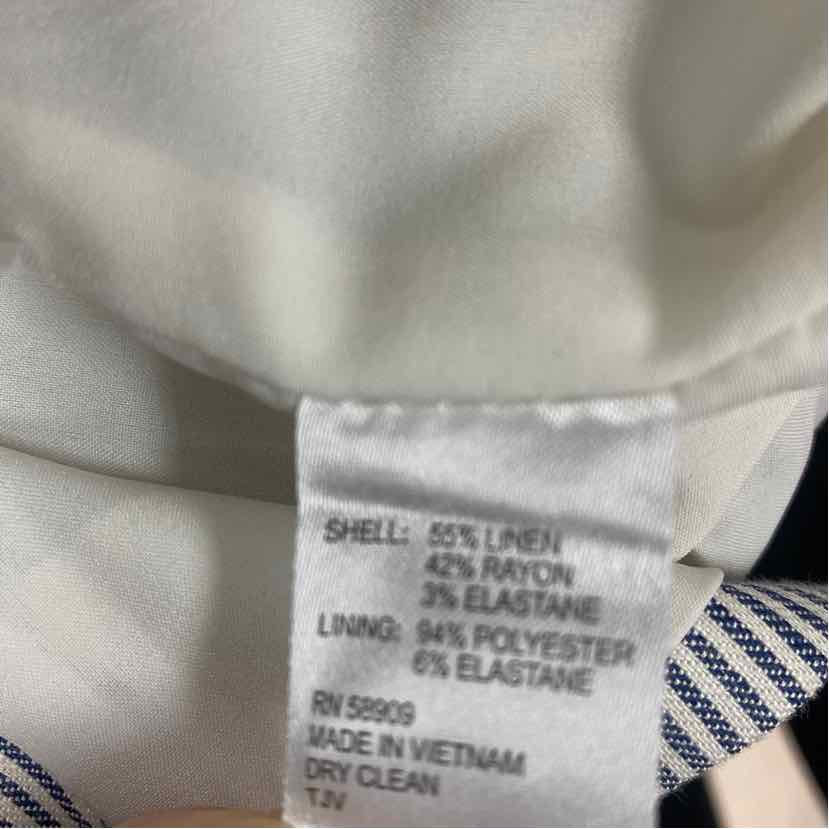 SHELL: 55% LINEN
42% RAYON
3% ELASTANE
LINING: 94% POLYESTER
6% ELASTANE
RN 58909
MADE IN VIETNAM
DRY CLEAN
TJV